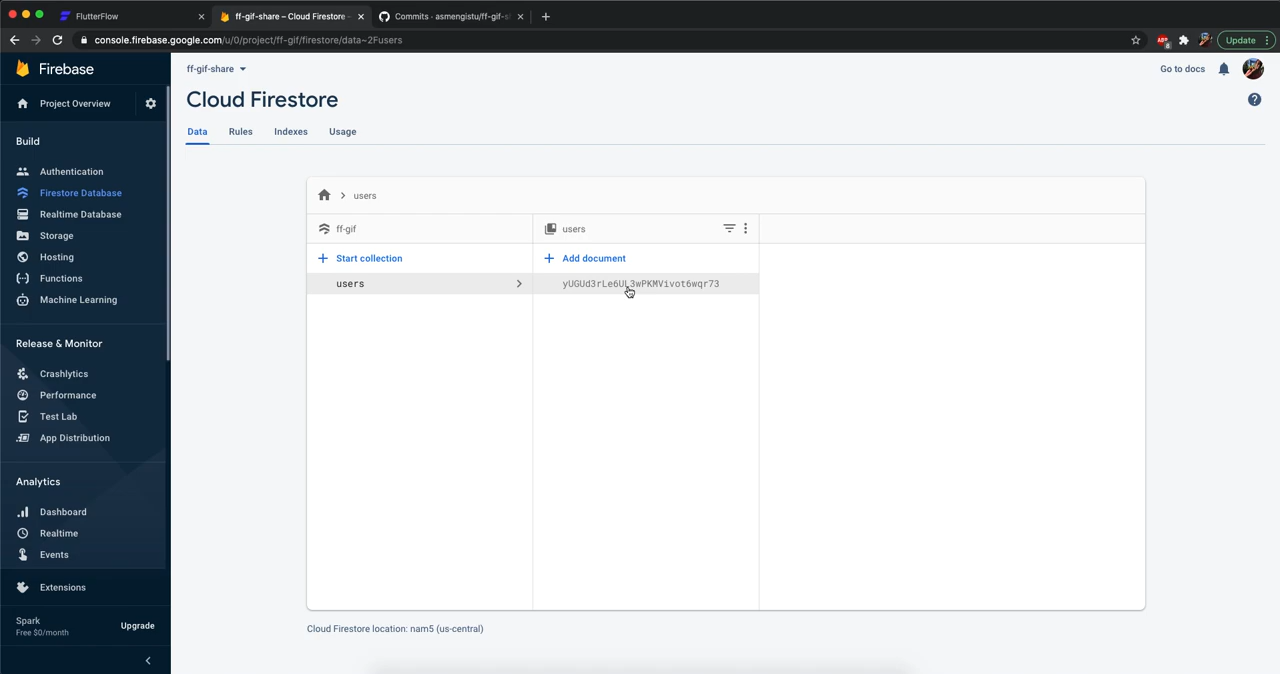 FlutterFlow
ff-gif-share – Cloud Firestore -
Commits · asmengistu/ff-gif-s
console.firebase.google.com/u/0/project/ff-gif/firestore/data~2Fusers
ABP
8
Update
Firebase
ff-gif-share
Go to docs
Project Overview
Cloud Firestore
Data
Rules
Indexes
Usage
Build
Authentication
Firestore Database
Realtime Database
Storage
Hosting
Functions
Machine Learning
users
ff-gif
users
Start collection
Add document
users
yUGUd3rLe6UL3wPKMVivot6wqr73
Release & Monitor
Crashlytics
Performance
Test Lab
App Distribution
Analytics
Dashboard
Realtime
Events
Extensions
Spark
Free $0/month
Upgrade
Cloud Firestore location: nam5 (us-central)